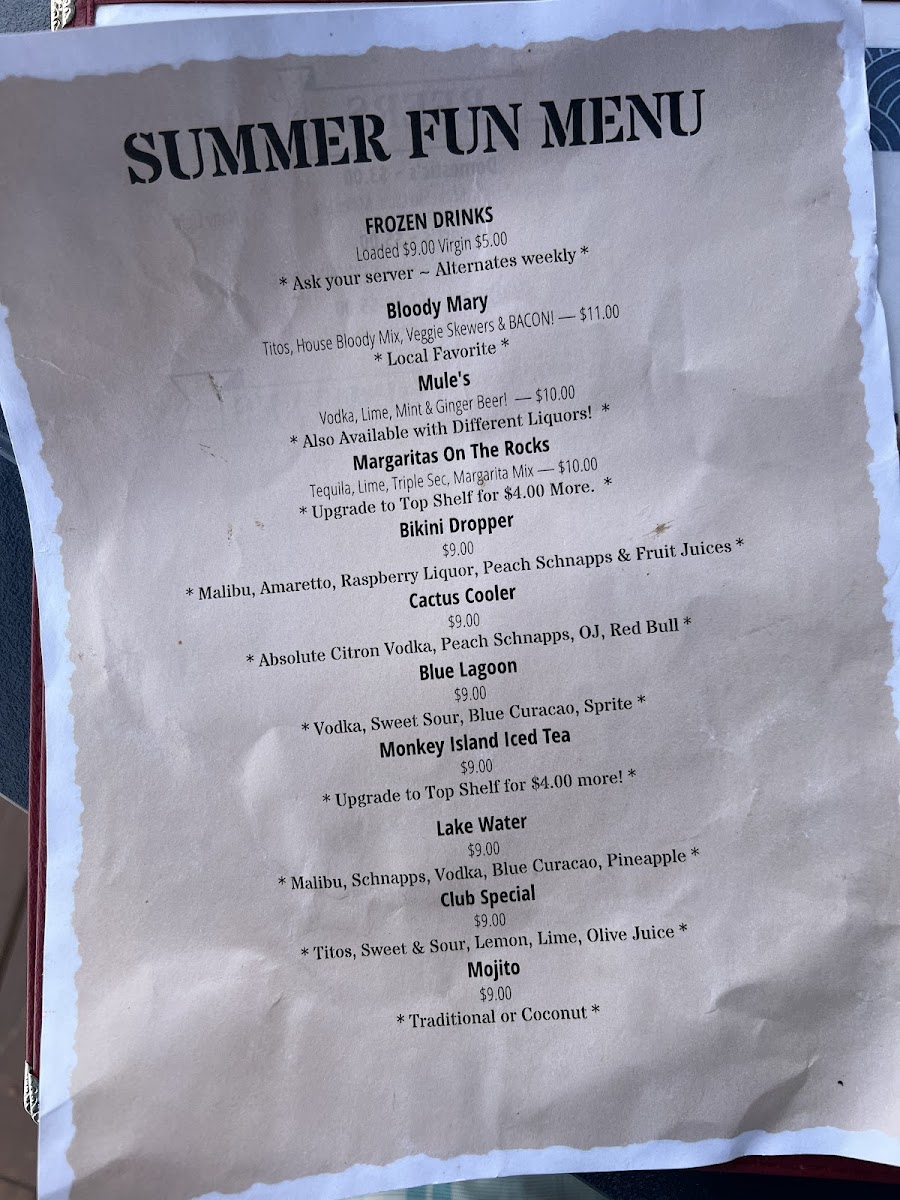 SUMMER FUN MENU
FROZEN DRINKS
Loaded $9.00 Virgin $5.00
* Ask your server ~ Alternates weekly *
Bloody Mary
Titos, House Bloody Mix, Veggie Skewers & BACON! — $11.00
* Local Favorite *
Mule's
Vodka, Lime, Mint & Ginger Beer! — $10.00
* Also Available with Different Liquors! *
Margaritas On The Rocks
Tequila, Lime, Triple Sec, Margarita Mix — $10.00
* Upgrade to Top Shelf for $4.00 More. *
Bikini Dropper
$9.00
* Malibu, Amaretto, Raspberry Liquor, Peach Schnapps & Fruit Juices *
Cactus Cooler
$9.00
* Absolute Citron Vodka, Peach Schnapps, OJ, Red Bull *
Blue Lagoon
$9.00
* Vodka, Sweet Sour, Blue Curacao, Sprite *
Monkey Island Iced Tea
$9.00
* Upgrade to Top Shelf for $4.00 more! *
Lake Water
$9.00
* Malibu, Schnapps, Vodka, Blue Curacao, Pineapple *
Club Special
$9.00
* Titos, Sweet & Sour, Lemon, Lime, Olive Juice *
Mojito
$9.00
* Traditional or Coconut *